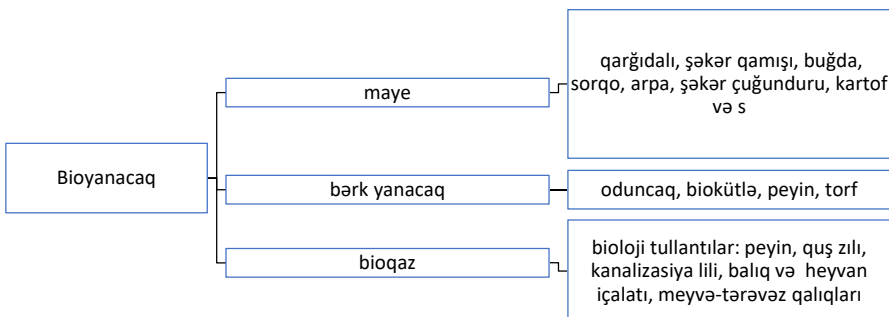 Bioyanacaq
maye
qarğıdalı, şəkər qamışı, buğda,
sorqo, arpa, şəkər çuğunduru, kartof
və s
bərk yanacaq
oduncaq, biokütlə, peyin, torf
bioqaz
bioloji tullantılar: peyin, quş zılı,
kanalizasiya lili, balıq və heyvan
içalatı, meyvə-tərəvəz qalıqları